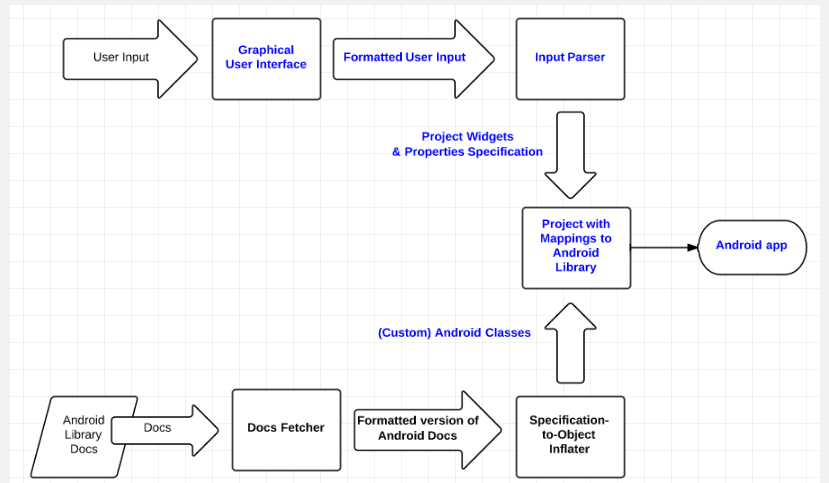 User Input
Graphical
User Interface
Formatted User Input
Input Parser
Project Widgets
& Properties Specification
Project with
Mappings to
Android
Library
Android app
(Custom) Android Classes
Android
Library
Docs
Docs
Docs Fetcher
Formatted version of
Android Docs
Specification-
to-Object
Inflater